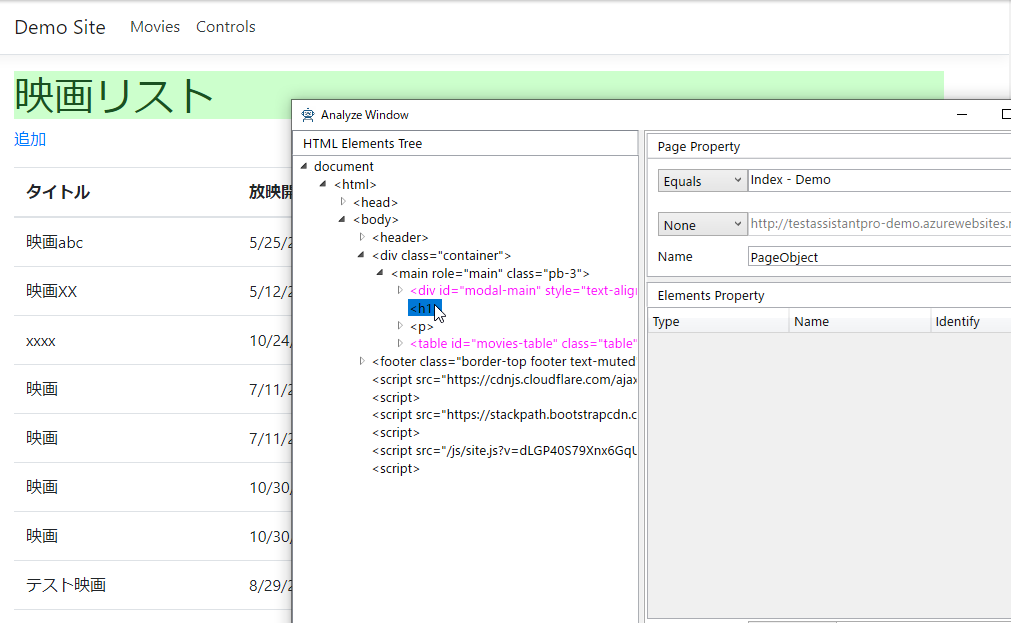 Demo Site Movies Controls
映画リスト
追加
タイトル 放映開
映画abc 5/25/2
映画XX 5/12/2
xxxx 10/24,
映画 7/11/2
映画 7/11/2
映画 10/30,
映画 10/30,
テスト映画 8/29/2
Analyze Window
HTML Elements Tree
document
<html>
<head>
<body>
<header>
<div class="container">
<main role="main" class="pb-3">
<div id="modal-main" style="text-align
<h1
<p>
<table id="movies-table" class="table"
<footer class="border-top footer text-muted
<script src="https://cdnjs.cloudflare.com/ajax
<script>
<script src="https://stackpath.bootstrapcdn.c
<script>
<script src="/js/site.js?v=dLGP40S79Xnx6GqU
<script>
Page Property
Equals Index - Demo
None http://testassistantpro-demo.azurewebsites.n
Name PageObject
Elements Property
Type Name Identify